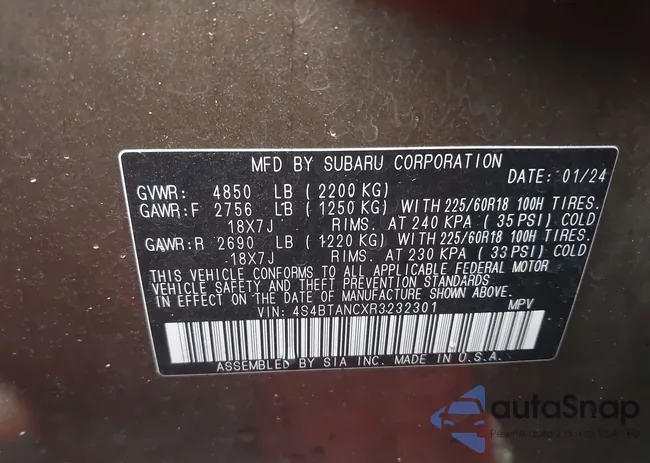 MFD BY SUBARU CORPORATION
DATE: 01/24
GVWR: 4850 LB (2200 KG)
GAWR:F 2756 LB (1250 KG) WITH 225/60R18 100H TIRES.
18X7J RIMS. AT 240 KPA (35 PSI) COLD
GAWR:R 2690 LB (1220 KG) WITH 225/60R18 100H TIRES.
18X7J RIMS. AT 230 KPA (33 PSI) COLD
THIS VEHICLE CONFORMS TO ALL APPLICABLE FEDERAL MOTOR
VEHICLE SAFETY AND THEFT PREVENTION STANDARDS
IN EFFECT ON THE DATE OF MANUFACTURE SHOWN ABOVE.
VIN: 4S4BTANCXR3232301 MPV
ASSEMBLED BY SIA INC. MADE IN U.S.A.
autoSnap